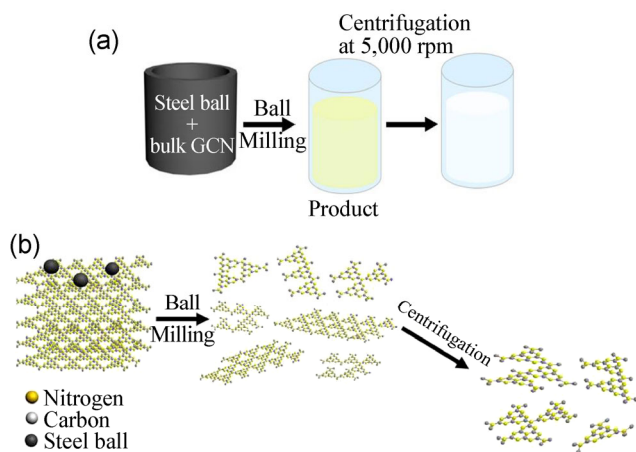 (a)
Steel ball
+
bulk GCN
Ball
Milling
Product
Centrifugation
at 5,000 rpm
(b)
Ball
Milling
Centrifugation
Nitrogen
Carbon
Steel ball